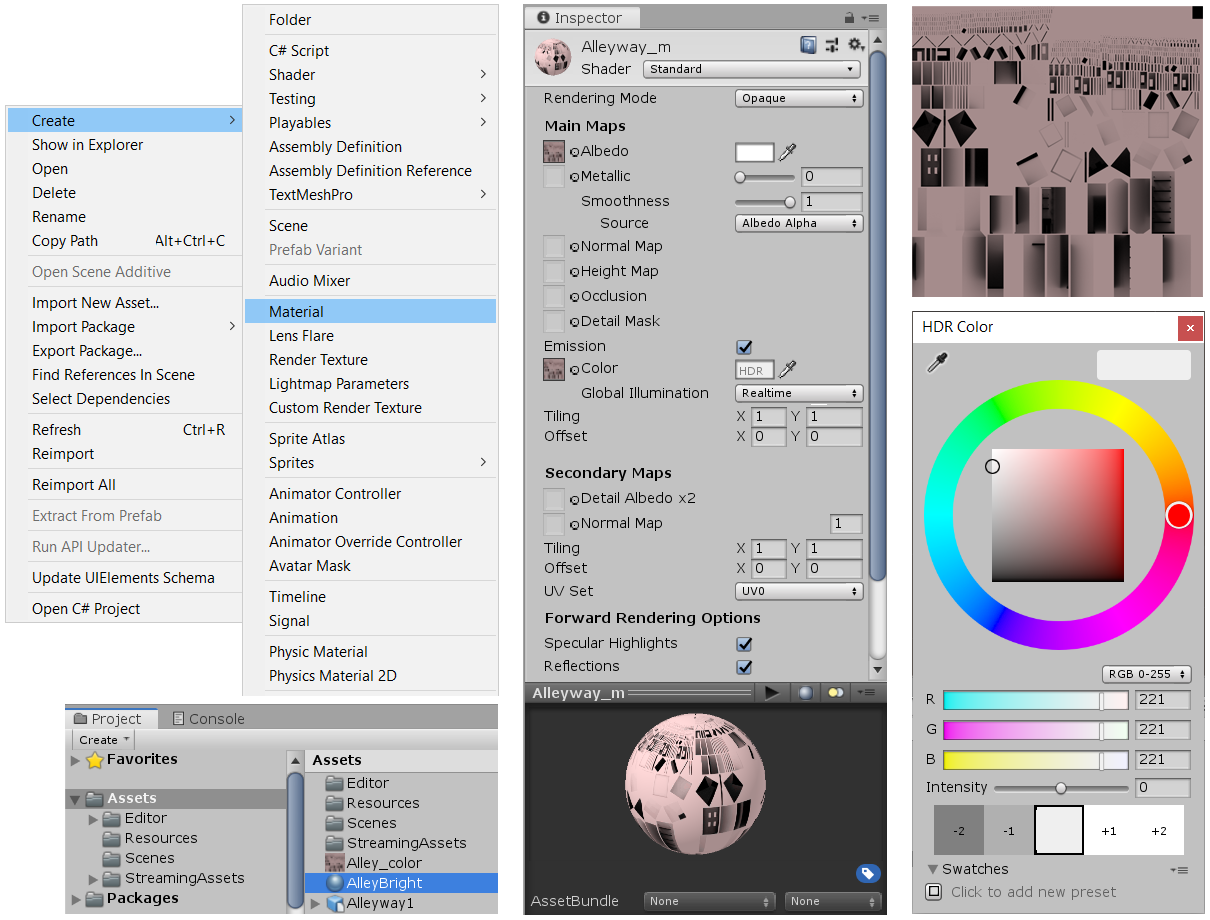 Create
Show in Explorer
Open
Delete
Rename
Copy Path Alt+Ctrl+C
Open Scene Additive
Import New Asset...
Import Package
Export Package...
Find References In Scene
Select Dependencies
Refresh Ctrl+R
Reimport
Reimport All
Extract From Prefab
Run API Updater...
Update UIElements Schema
Open C# Project
Folder
C# Script
Shader
Testing
Playables
Assembly Definition
Assembly Definition Reference
TextMeshPro
Scene
Prefab Variant
Audio Mixer
Material
Lens Flare
Render Texture
Lightmap Parameters
Custom Render Texture
Sprite Atlas
Sprites
Animator Controller
Animation
Animator Override Controller
Avatar Mask
Timeline
Signal
Physic Material
Physics Material 2D
Project Console
Create
Favorites
Assets
Editor
Resources
Scenes
StreamingAssets
Packages
Assets
Editor
Resources
Scenes
StreamingAssets
Alley_color
AlleyBright
Alleyway1
Inspector
Alleyway_m
Shader Standard
Rendering Mode Opaque
Main Maps
Albedo
Metallic 0
Smoothness 1
Source Albedo Alpha
Normal Map
Height Map
Occlusion
Detail Mask
Emission
Color HDR
Global Illumination Realtime
Tiling X 1 Y 1
Offset X 0 Y 0
Secondary Maps
Detail Albedo x2
Normal Map 1
Tiling X 1 Y 1
Offset X 0 Y 0
UV Set UV0
Forward Rendering Options
Specular Highlights
Reflections
Alleyway_m
AssetBundle None None
HDR Color
RGB 0-255
R 221
G 221
B 221
Intensity 0
-2 -1 +1 +2
Swatches
Click to add new preset